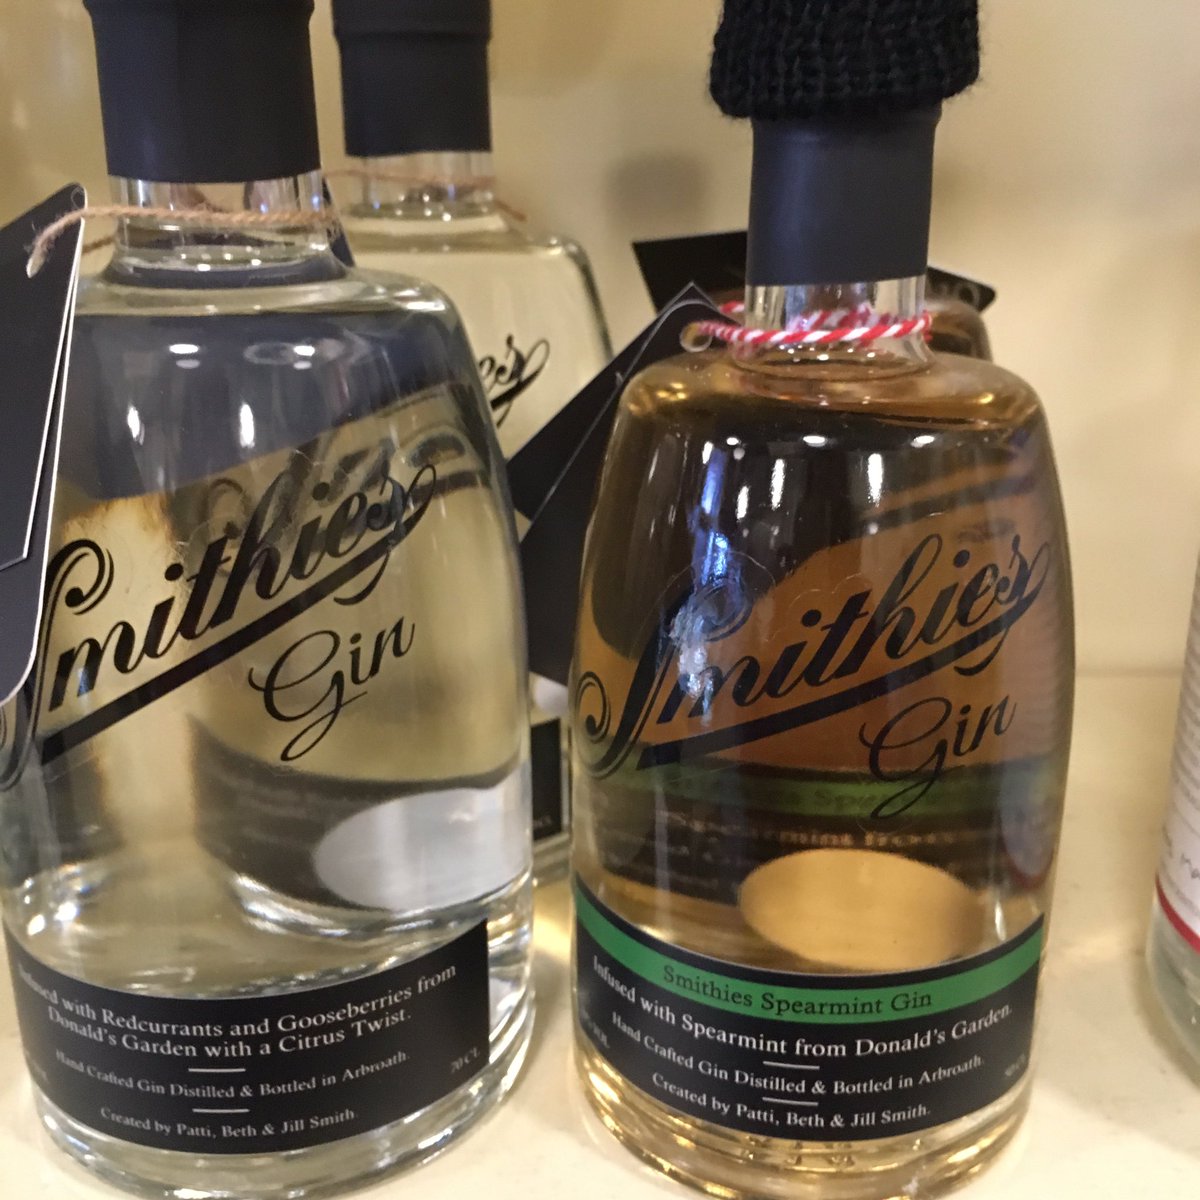 Smithies
Gin
Infused with Redcurrants and Gooseberries from
Donald's Garden with a Citrus Twist.
Hand Crafted Gin Distilled & Bottled in Arbroath.
70 CL
Created by Patti, Beth & Jill Smith.
ies
Smithies
Gin
Smithies Spearmint Gin
Infused with Spearmint from Donald's Garden.
Hand Crafted Gin Distilled & Bottled in Arbroath.
Created by Patti, Beth & Jill Smith.